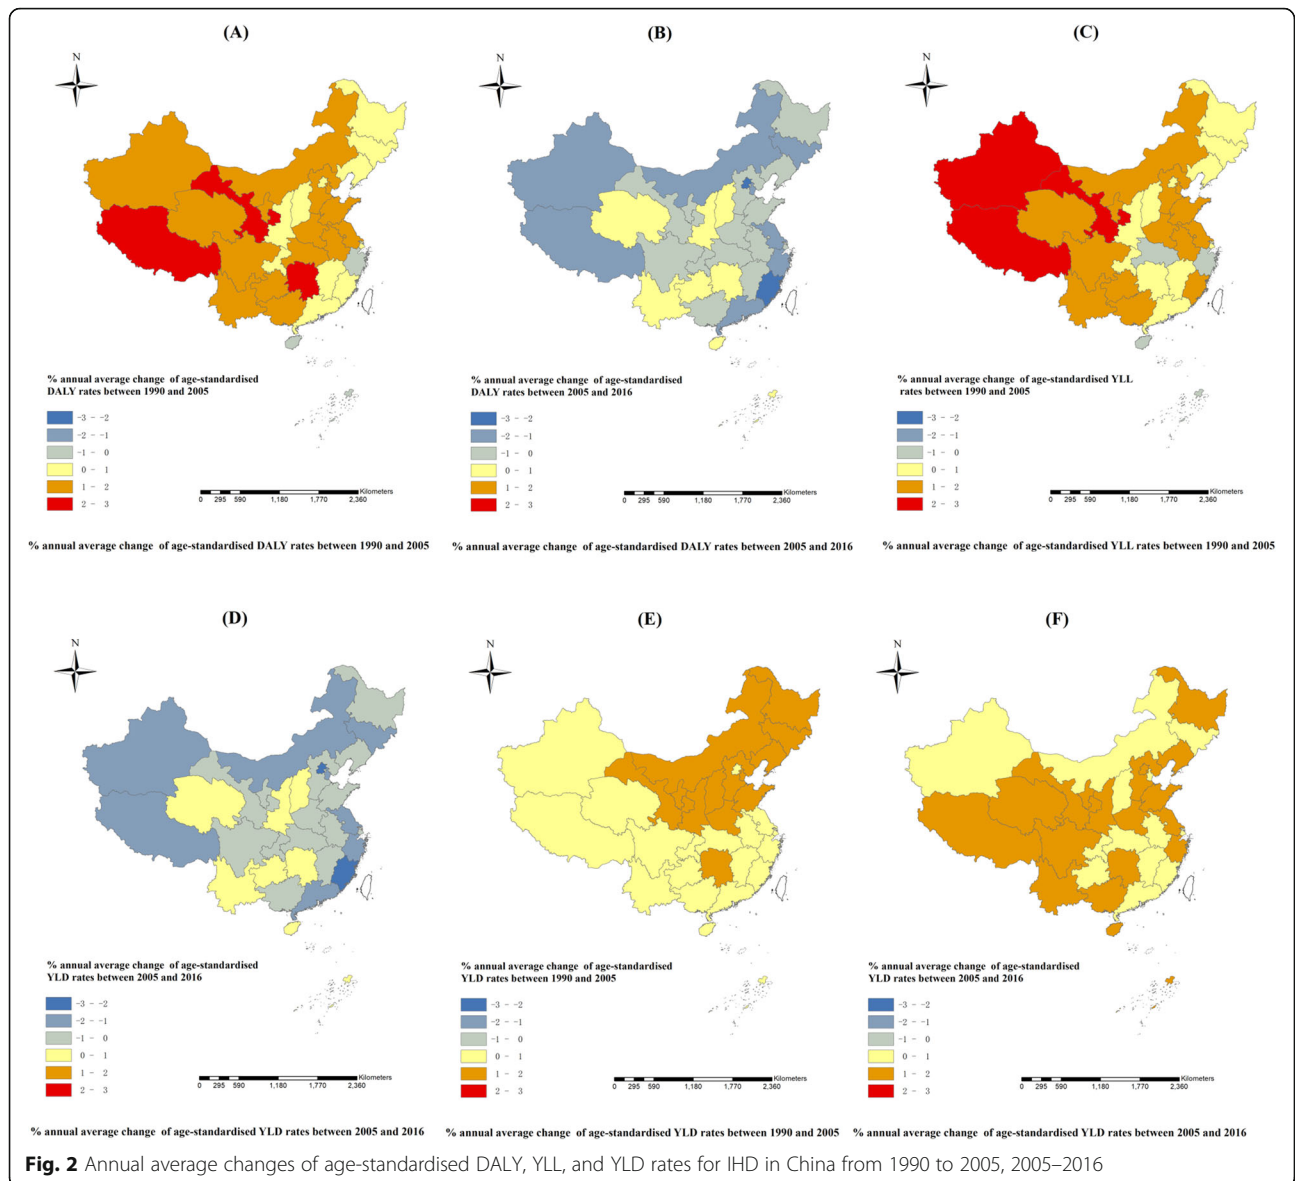 (A)
N
% annual average change of age-standardised
DALY rates between 1990 and 2005
-3 - -2
-2 - -1
-1 - 0
0 - 1
1 - 2
2 - 3
0 295 590 1,180 1,770 2,360 Kilometers
% annual average change of age-standardised DALY rates between 1990 and 2005
(B)
N
% annual average change of age-standardised
DALY rates between 2005 and 2016
-3 - -2
-2 - -1
-1 - 0
0 - 1
1 - 2
2 - 3
0 295 590 1,180 1,770 2,360 Kilometers
% annual average change of age-standardised DALY rates between 2005 and 2016
(C)
N
% annual average change of age-standardised YLL
rates between 1990 and 2005
-3 - -2
-2 - -1
-1 - 0
0 - 1
1 - 2
2 - 3
0 295 590 1,180 1,770 2,360 Kilometers
% annual average change of age-standardised YLL rates between 1990 and 2005
(D)
N
% annual average change of age-standardised
YLD rates between 2005 and 2016
-3 - -2
-2 - -1
-1 - 0
0 - 1
1 - 2
2 - 3
0 295 590 1,180 1,770 2,360 Kilometers
% annual average change of age-standardised YLD rates between 2005 and 2016
(E)
N
% annual average change of age-standardised
YLD rates between 1990 and 2005
-3 - -2
-2 - -1
-1 - 0
0 - 1
1 - 2
2 - 3
0 295 590 1,180 1,770 2,360 Kilometers
% annual average change of age-standardised YLD rates between 1990 and 2005
(F)
N
% annual average change of age-standardised
YLD rates between 2005 and 2016
-3 - -2
-2 - -1
-1 - 0
0 - 1
1 - 2
2 - 3
0 295 590 1,180 1,770 2,360 Kilometers
% annual average change of age-standardised YLD rates between 2005 and 2016
Fig. 2 Annual average changes of age-standardised DALY, YLL, and YLD rates for IHD in China from 1990 to 2005, 2005–2016